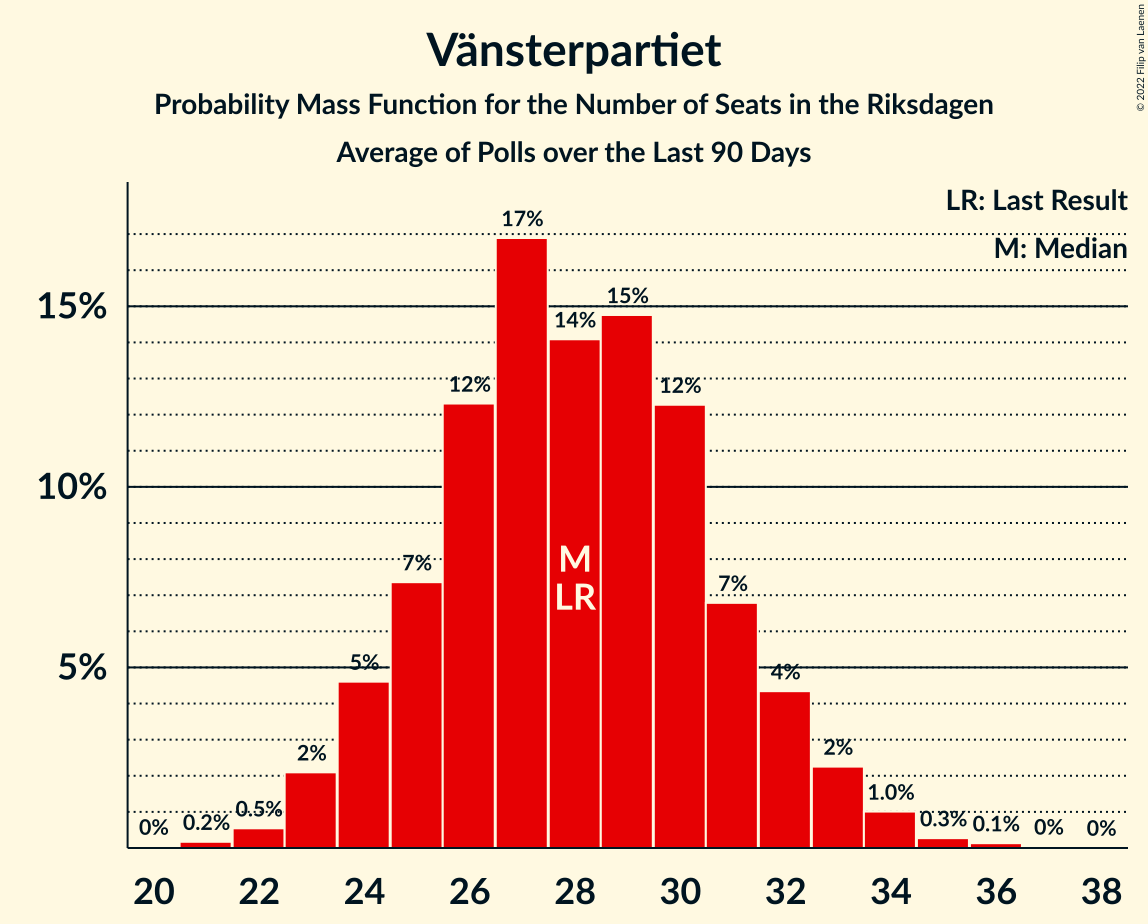 Vänsterpartiet
Probability Mass Function for the Number of Seats in the Riksdagen
Average of Polls over the Last 90 Days
© 2022 Filip van Laenen
LR: Last Result
M: Median
15%
10%
5%
0%
0.2%
0.5%
2%
5%
7%
12%
17%
14%
15%
12%
7%
4%
2%
1.0%
0.3%
0.1%
0%
0%
M
LR
20 22 24 26 28 30 32 34 36 38